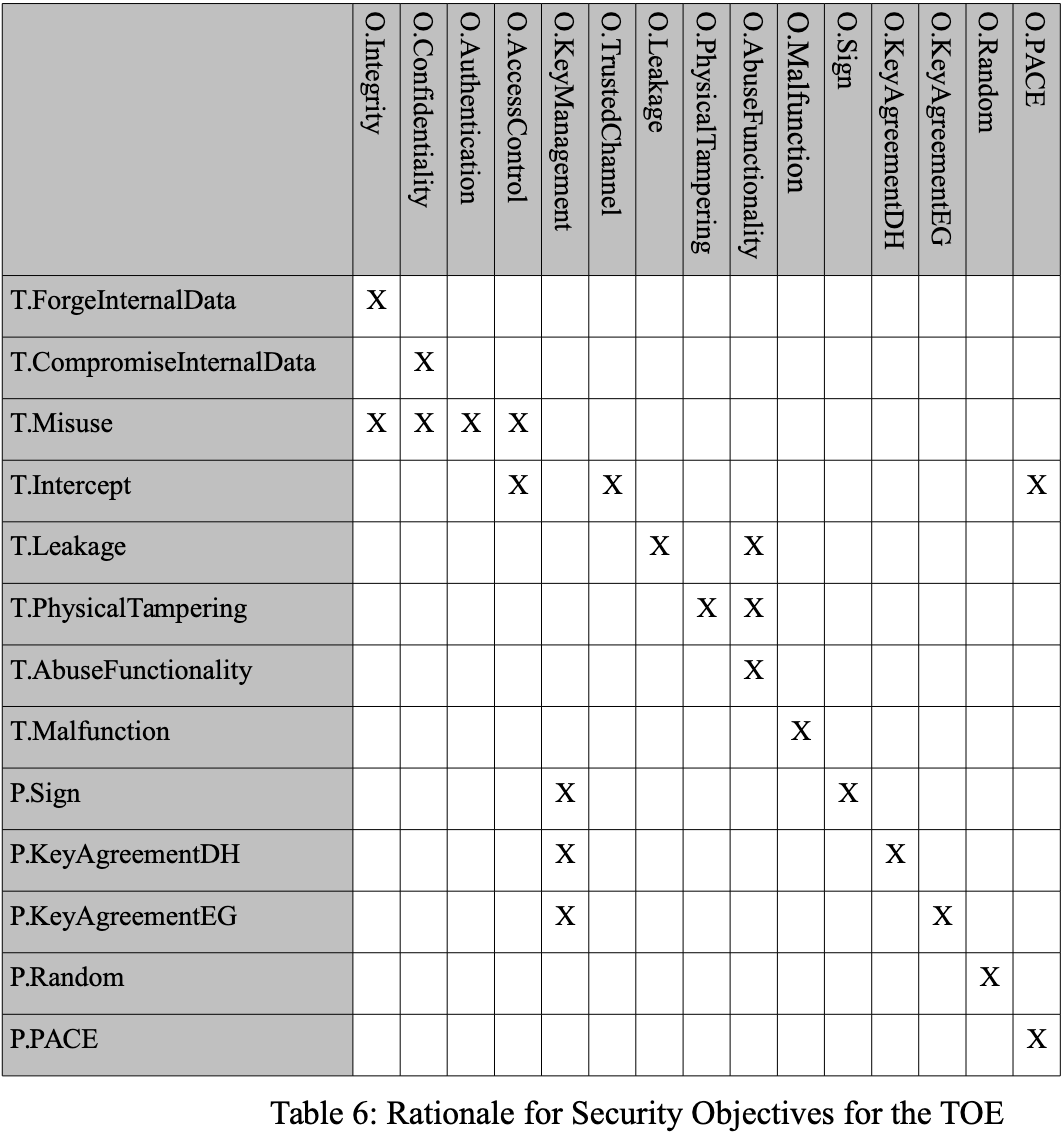 O.Integrity O.Confidentiality O.Authentication O.AccessControl O.KeyManagement O.TrustedChannel O.Leakage O.PhysicalTampering O.AbuseFunctionality O.Malfunction O.Sign O.KeyAgreementDH O.KeyAgreementEG O.Random O.PACE
T.ForgeInternalData X
T.CompromiseInternalData X
T.Misuse X X X X
T.Intercept X X X
T.Leakage X X
T.PhysicalTampering X X
T.AbuseFunctionality X
T.Malfunction X
P.Sign X X
P.KeyAgreementDH X X
P.KeyAgreementEG X X
P.Random X
P.PACE X
Table 6: Rationale for Security Objectives for the TOE